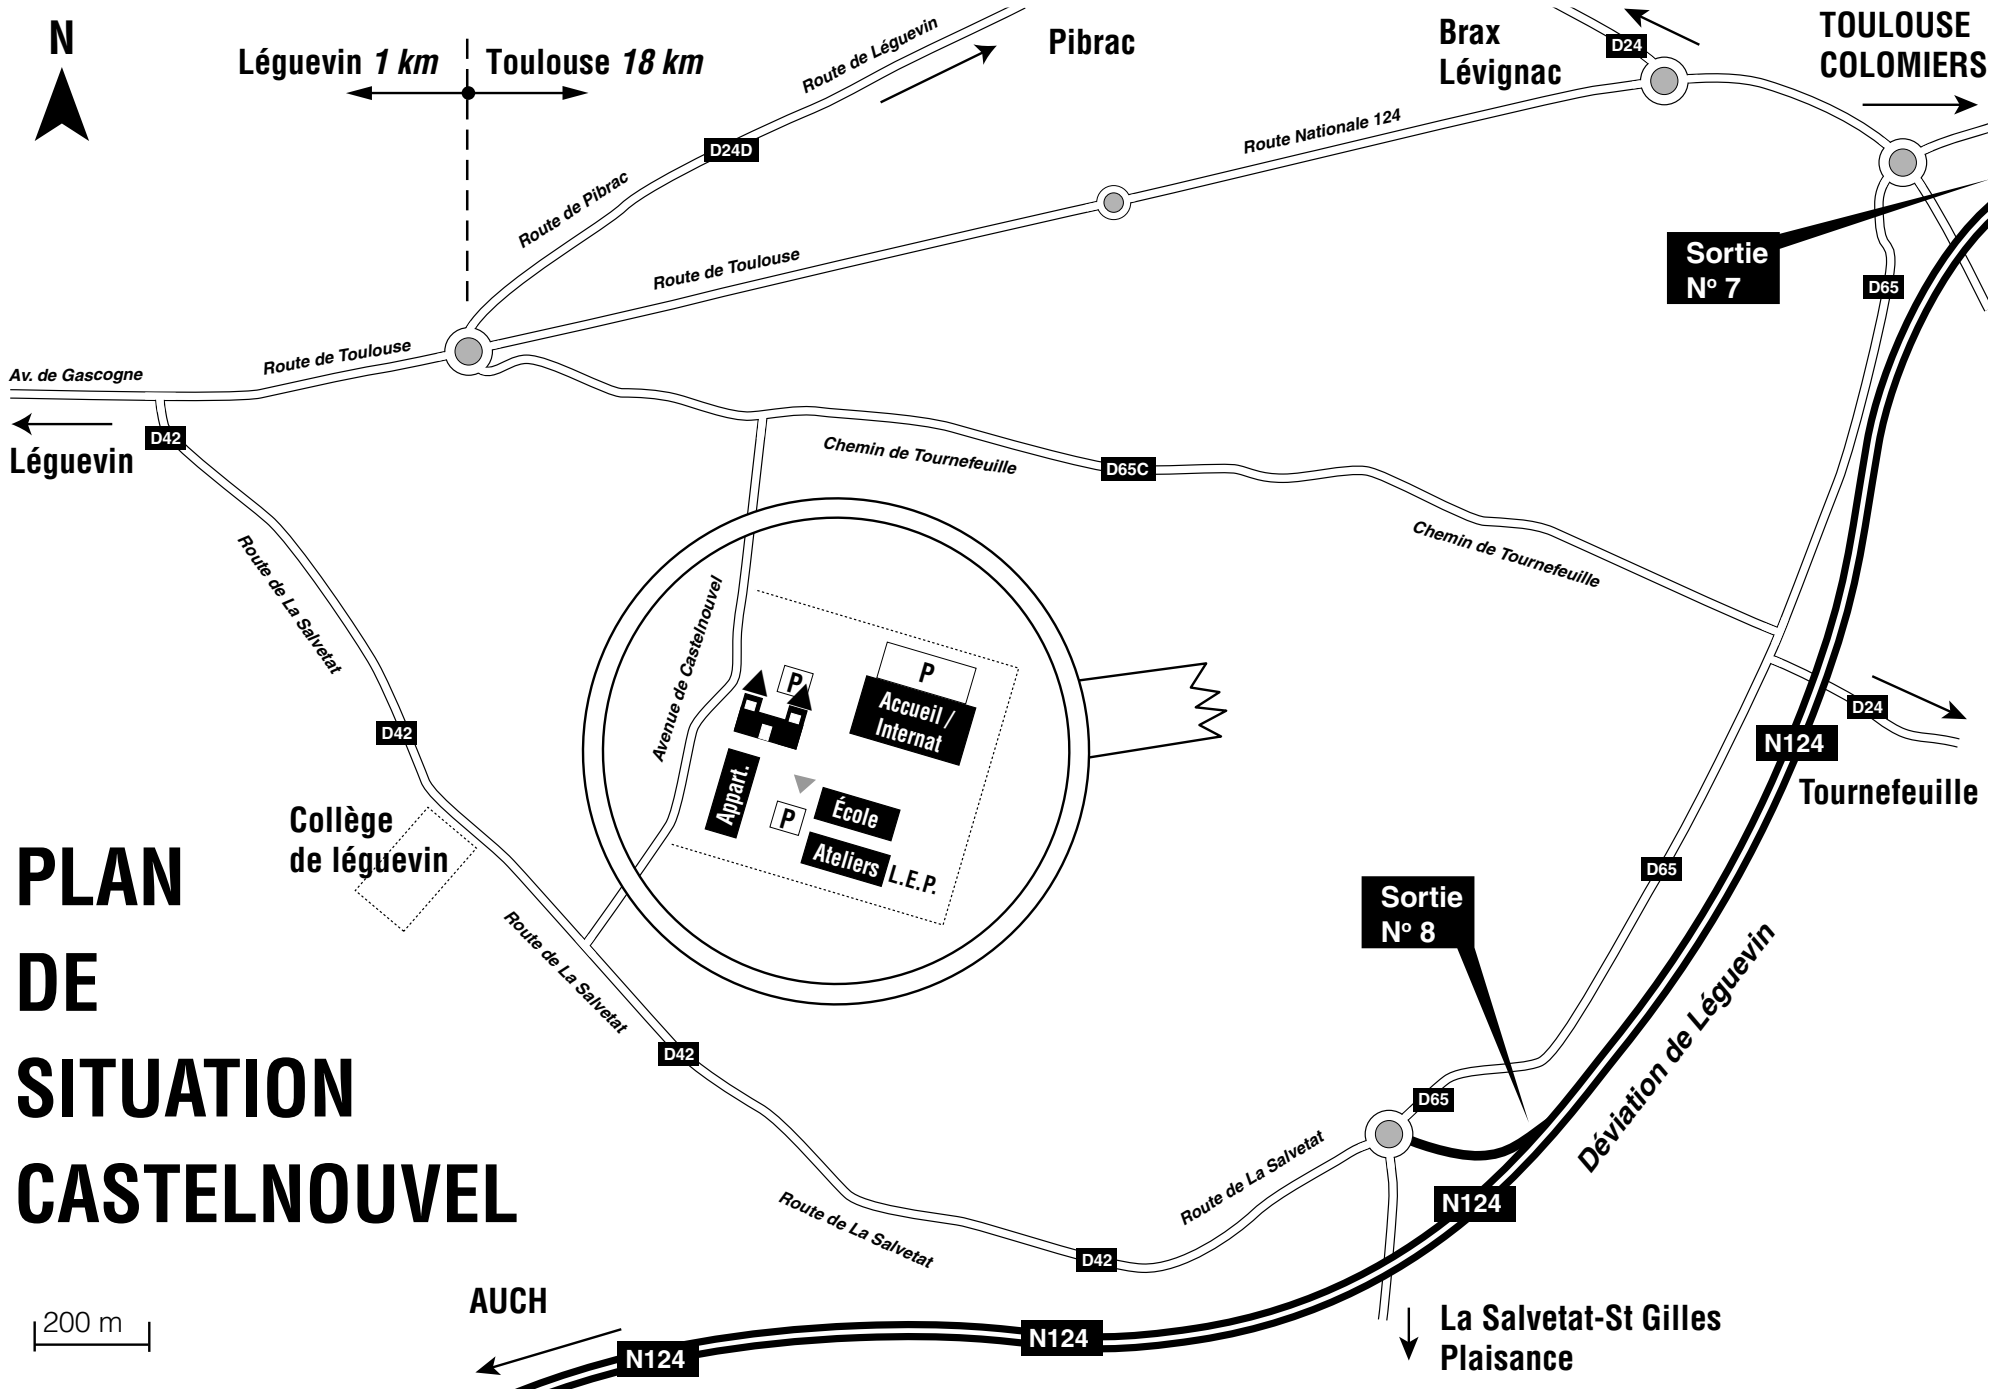 N
Léguevin 1 km
Toulouse 18 km
Route de Léguevin
Pibrac
Brax
Lévignac
D24
TOULOUSE
COLOMIERS
D24D
Route de Pibrac
Route Nationale 124
Route de Toulouse
Sortie
Nº 7
D65
Route de Toulouse
Av. de Gascogne
D42
Léguevin
Chemin de Tournefeuille
D65C
Chemin de Tournefeuille
Route de La Salvetat
Avenue de Castelnouvel
P
P
Accueil /
Internat
D42
Appart.
P
École
Ateliers
L.E.P.
D24
N124
Tournefeuille
Collège
de léguevin
D65
Sortie
Nº 8
Route de La Salvetat
Déviation de Léguevin
D42
D65
Route de La Salvetat
N124
Route de La Salvetat
D42
PLAN
DE
SITUATION
CASTELNOUVEL
200 m
AUCH
N124
N124
La Salvetat-St Gilles
Plaisance